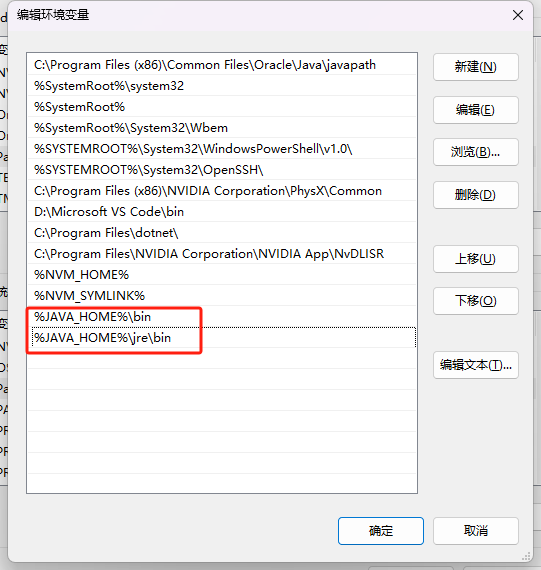 编辑环境变量
C:\Program Files (x86)\Common Files\Oracle\Java\javapath
%SystemRoot%\system32
%SystemRoot%
%SystemRoot%\System32\Wbem
%SYSTEMROOT%\System32\WindowsPowerShell\v1.0\
%SYSTEMROOT%\System32\OpenSSH\
C:\Program Files (x86)\NVIDIA Corporation\PhysX\Common
D:\Microsoft VS Code\bin
C:\Program Files\dotnet\
C:\Program Files\NVIDIA Corporation\NVIDIA App\NvDLISR
%NVM_HOME%
%NVM_SYMLINK%
%JAVA_HOME%\bin
%JAVA_HOME%\jre\bin
新建(N)
编辑(E)
浏览(B)...
删除(D)
上移(U)
下移(O)
编辑文本(T)...
确定
取消